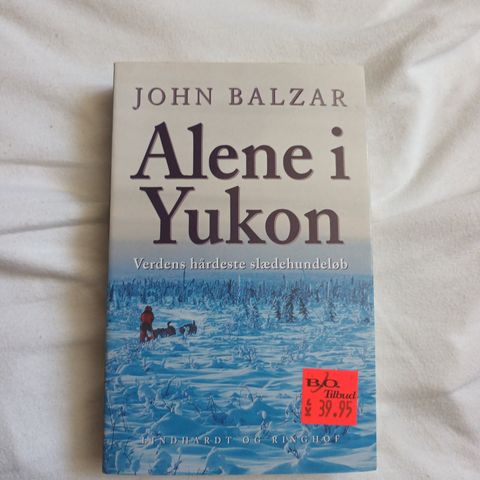 JOHN BALZAR
Alene i
Yukon
Verdens hårdeste slædehundeløb
B.O.
Tilbud
39.95
LINDHARDT OG RINGHOF